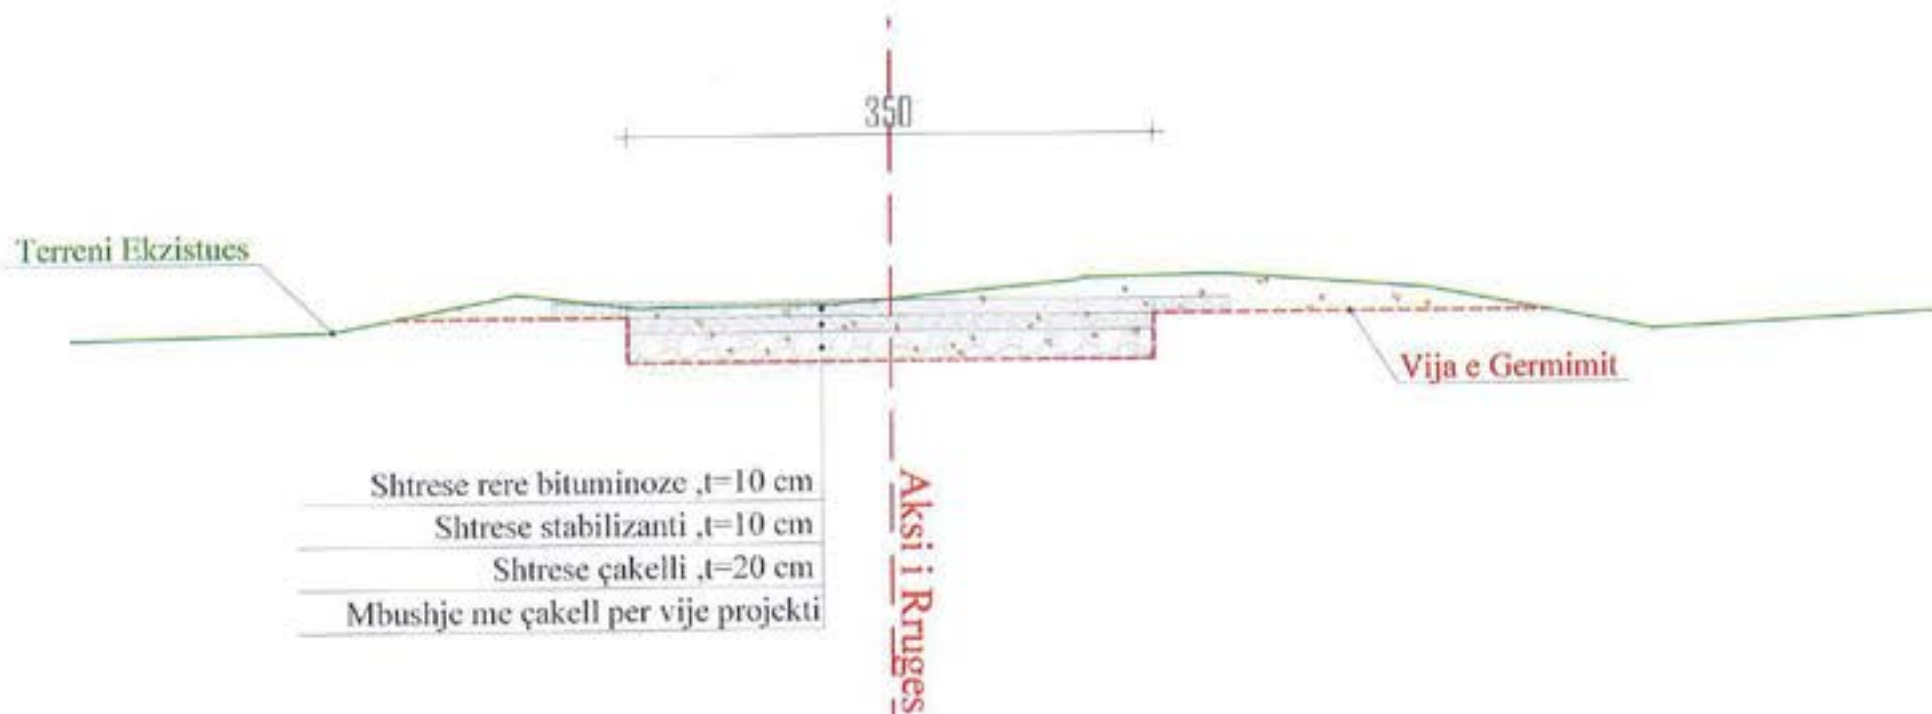 350
Terreni Ekzistues
Vija e Germimit
Shtrese rere bituminoze ,t=10 cm
Shtrese stabilizanti ,t=10 cm
Shtrese çakelli ,t=20 cm
Mbushje me çakell per vije projekti
Aksi i Rruges